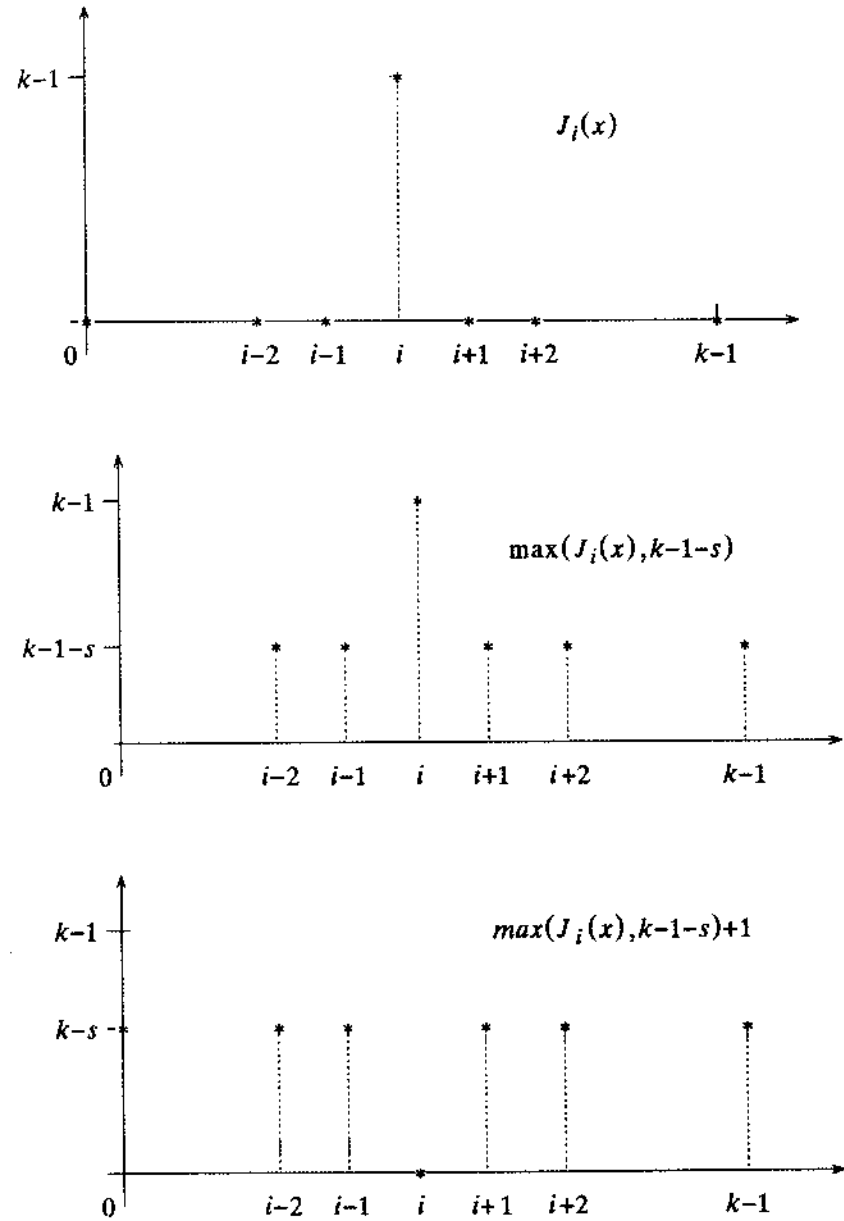 k−1
J_i(x)
0 i−2 i−1 i i+1 i+2 k−1
k−1
max(J_i(x),k−1−s)
k−1−s
0 i−2 i−1 i i+1 i+2 k−1
k−1
max(J_i(x),k−1−s)+1
k−s
0 i−2 i−1 i i+1 i+2 k−1